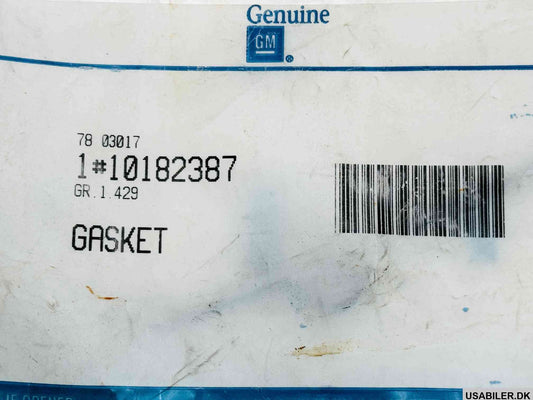 Genuine
GM
®
78 03017
1#10182387
GR.1.429
GASKET
USABILER.DK